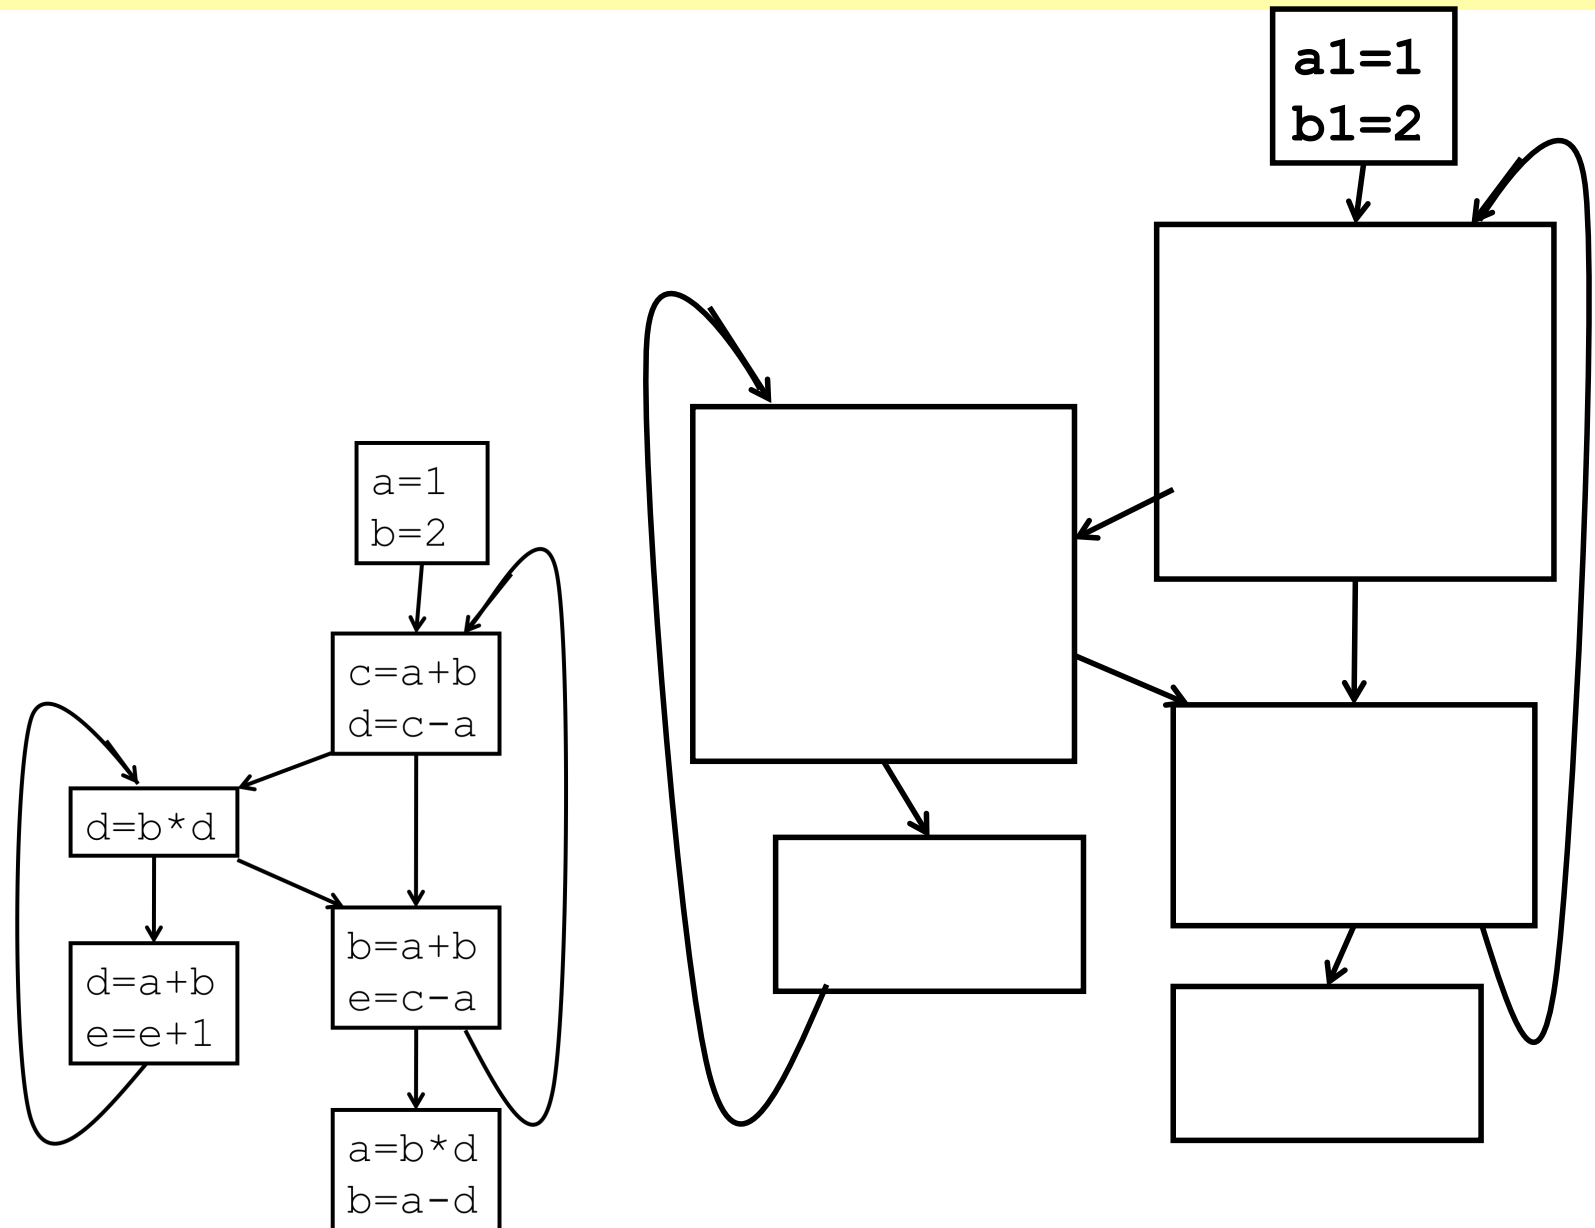 a1=1
b1=2
a=1
b=2
c=a+b
d=c-a
d=b*d
b=a+b
e=c-a
d=a+b
e=e+1
a=b*d
b=a-d